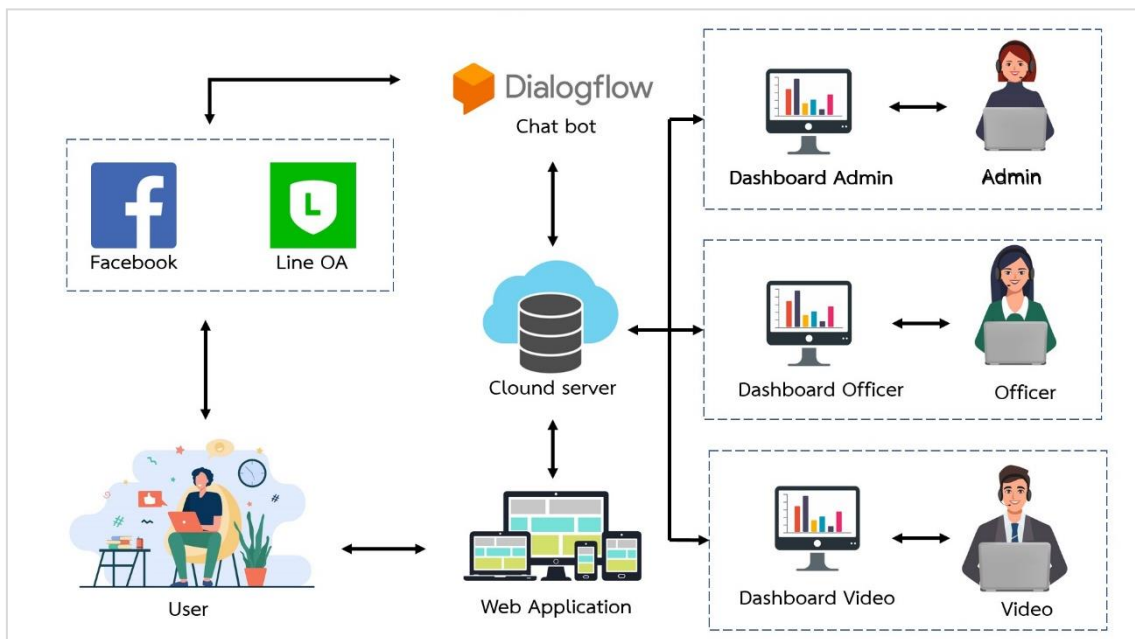 Dialogflow
Chat bot
Facebook
L
Line OA
Clound server
User
Web Application
Dashboard Admin
Admin
Dashboard Officer
Officer
Dashboard Video
Video